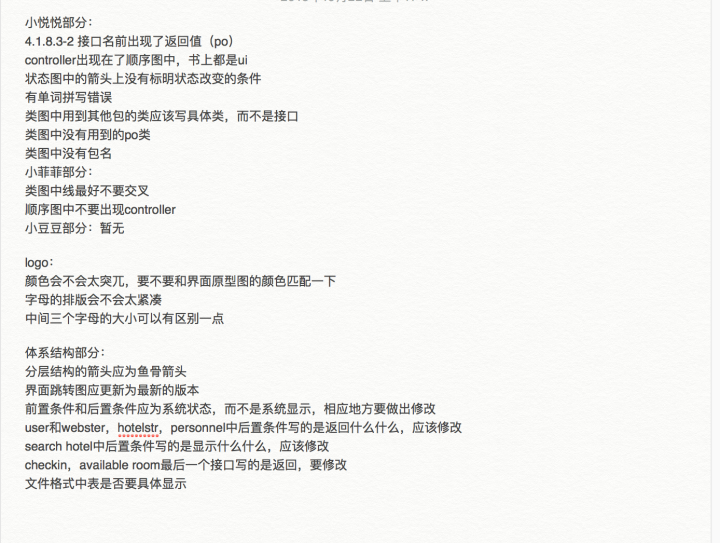 小悦悦部分：
4.1.8.3-2 接口名前出现了返回值（po）
controller出现在了顺序图中，书上都是ui
状态图中的箭头上没有标明状态改变的条件
有单词拼写错误
类图中用到其他包的类应该写具体类，而不是接口
类图中没有用到的po类
类图中没有包名
小菲菲部分：
类图中线最好不要交叉
顺序图中不要出现controller
小豆豆部分：暂无
logo：
颜色会不会太突兀，要不要和界面原型图的颜色匹配一下
字母的排版会不会太紧凑
中间三个字母的大小可以有区别一点
体系结构部分：
分层结构的箭头应为鱼骨箭头
界面跳转图应更新为最新的版本
前置条件和后置条件应为系统状态，而不是系统显示，相应地方要做出修改
user和webster，hotelstr，personnel中后置条件写的是返回什么什么，应该修改
search hotel中后置条件写的是显示什么什么，应该修改
checkin，available room最后一个接口写的是返回，要修改
文件格式中表是否要具体显示